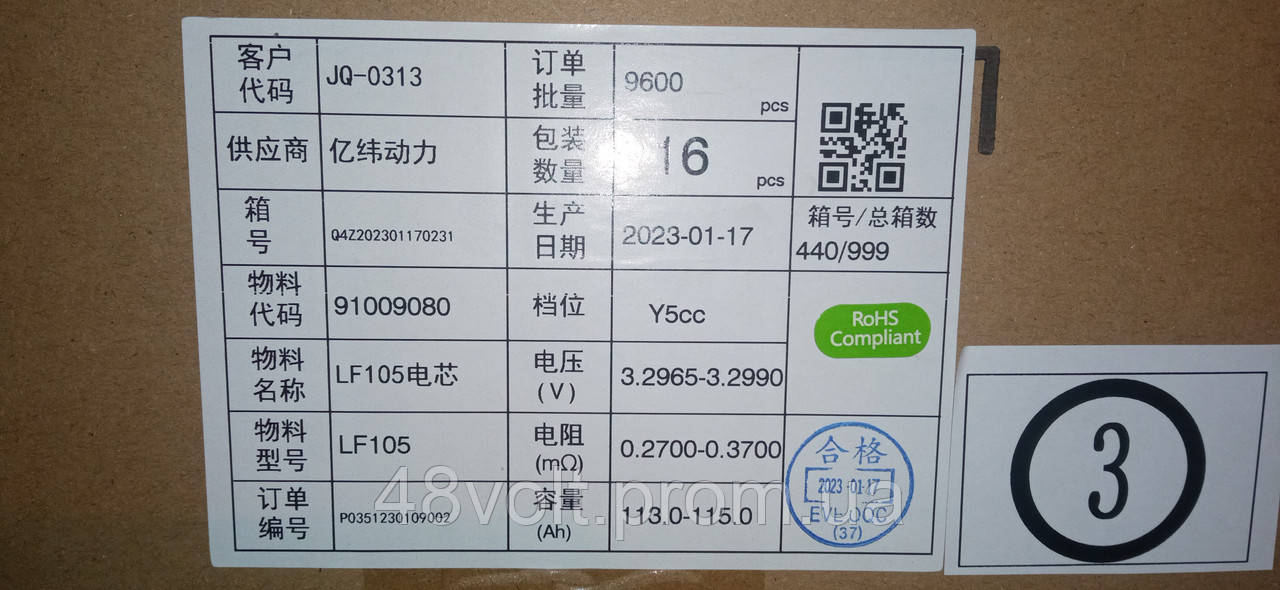 客户代码 JQ-0313 订单批量 9600 pcs
供应商 亿纬动力 包装数量 16 pcs
箱号 Q4Z202301170231 生产日期 2023-01-17 箱号/总箱数 440/999
物料代码 91009080 档位 Y5cc
RoHS
Compliant
物料名称 LF105电芯 电压(V) 3.2965-3.2990
物料型号 LF105 电阻(mΩ) 0.2700-0.3700
订单编号 P0351230109002 容量(Ah) 113.0-115.0
合格
2023-01-17
(37)
3
48volt.prom.ua